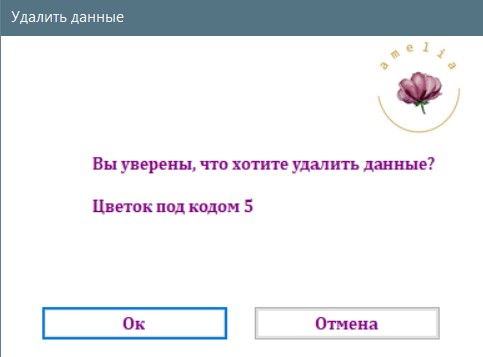 Удалить данные
amelia
Вы уверены, что хотите удалить данные?
Цветок под кодом 5
Ок
Отмена